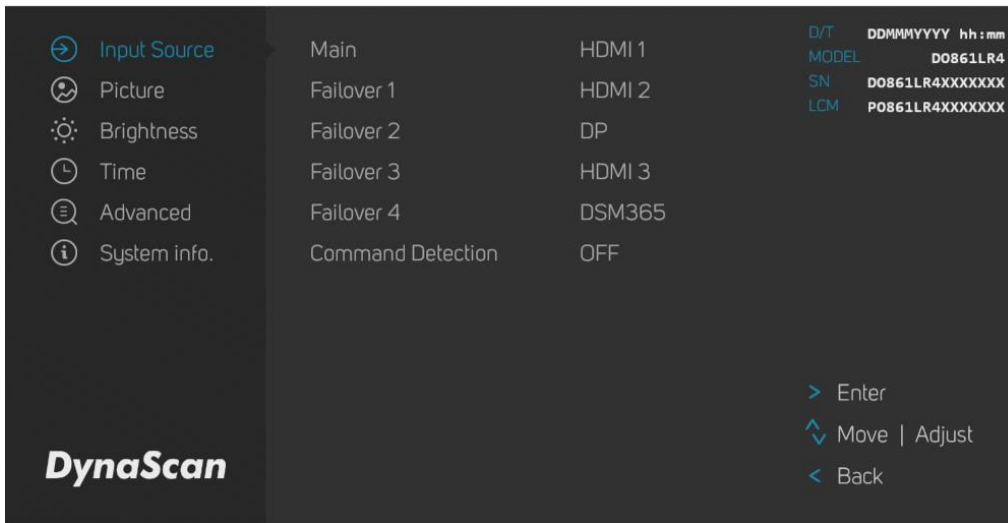 Input Source
Picture
Brightness
Time
Advanced
System info.
DynaScan
Main HDMI 1
Failover 1 HDMI 2
Failover 2 DP
Failover 3 HDMI 3
Failover 4 DSM365
Command Detection OFF
D/T DDMMMYYYY hh:mm
MODEL DO861LR4
SN DO861LR4XXXXXXX
LCM PO861LR4XXXXXXX
> Enter
Move | Adjust
< Back